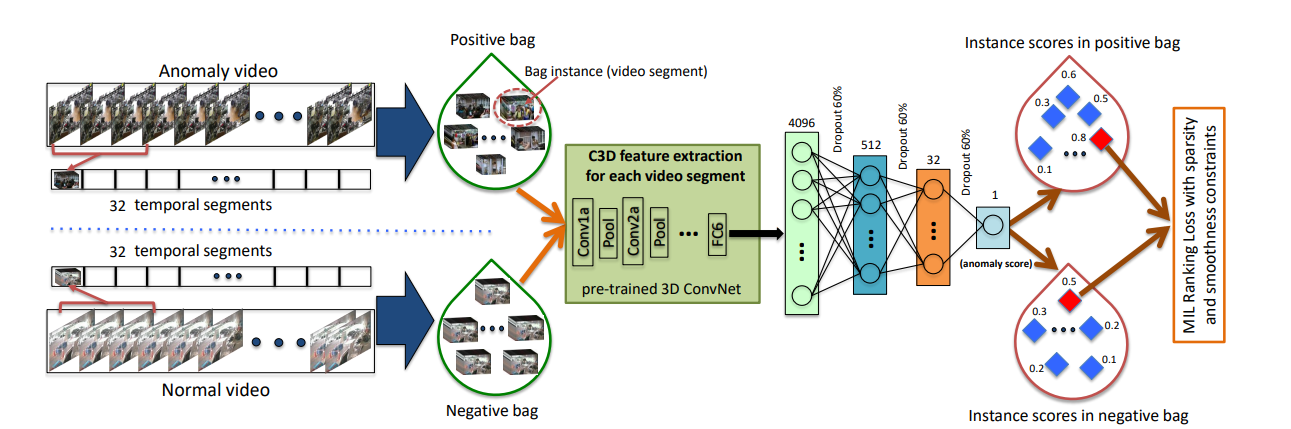 Anomaly video
32 temporal segments
32 temporal segments
Normal video
Positive bag
Bag instance (video segment)
Negative bag
C3D feature extraction
for each video segment
Conv1a
Pool
Conv2a
Pool
FC6
pre-trained 3D ConvNet
4096
Dropout 60%
512
Dropout 60%
32
Dropout 60%
1
(anomaly score)
Instance scores in positive bag
0.6
0.3
0.5
0.8
0.1
0.5
0.3
0.2
0.2
0.1
Instance scores in negative bag
MIL Ranking Loss with sparsity
and smoothness constraints